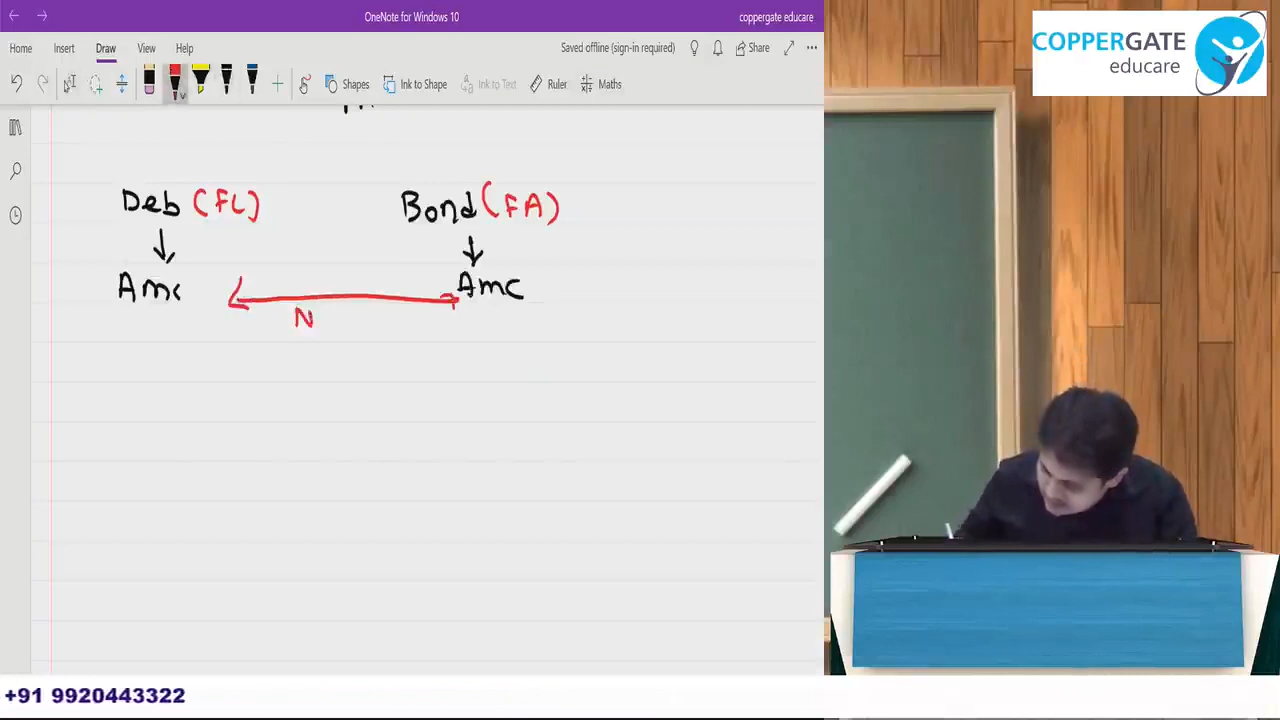 OneNote for Windows 10
coppergate educare
Home Insert Draw View Help
Saved offline (sign-in required) Share
Shapes Ink to Shape Ink to Text Ruler Maths
COPPERGATE
educare
Deb (FL) Bond (FA)
Amc Amc
N
+91 9920443322